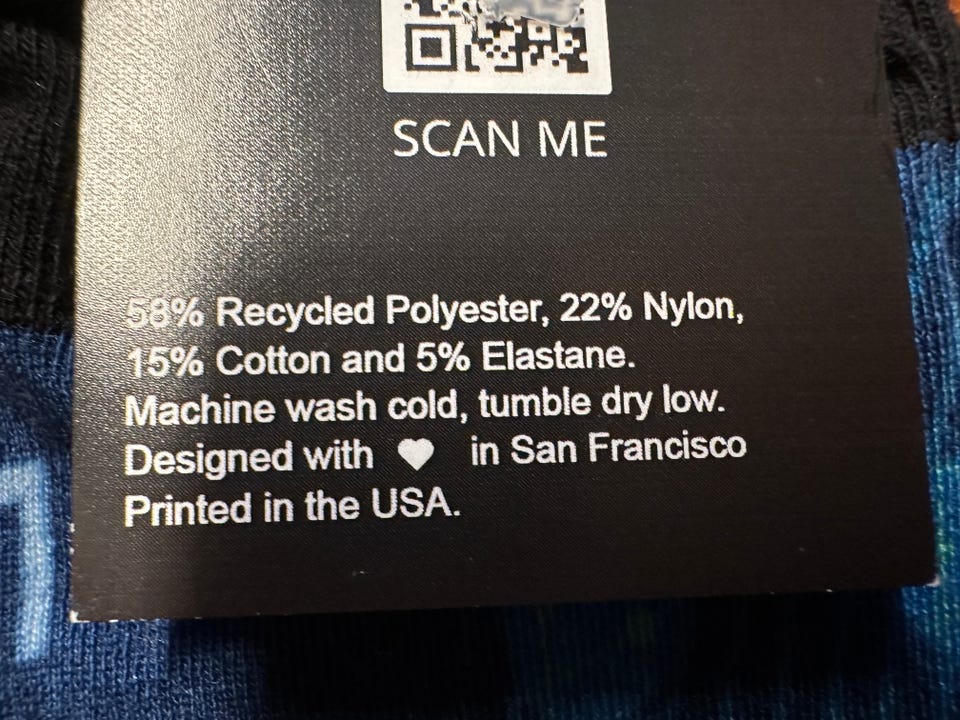 SCAN ME
58% Recycled Polyester, 22% Nylon,
15% Cotton and 5% Elastane.
Machine wash cold, tumble dry low.
Designed with ♥ in San Francisco
Printed in the USA.